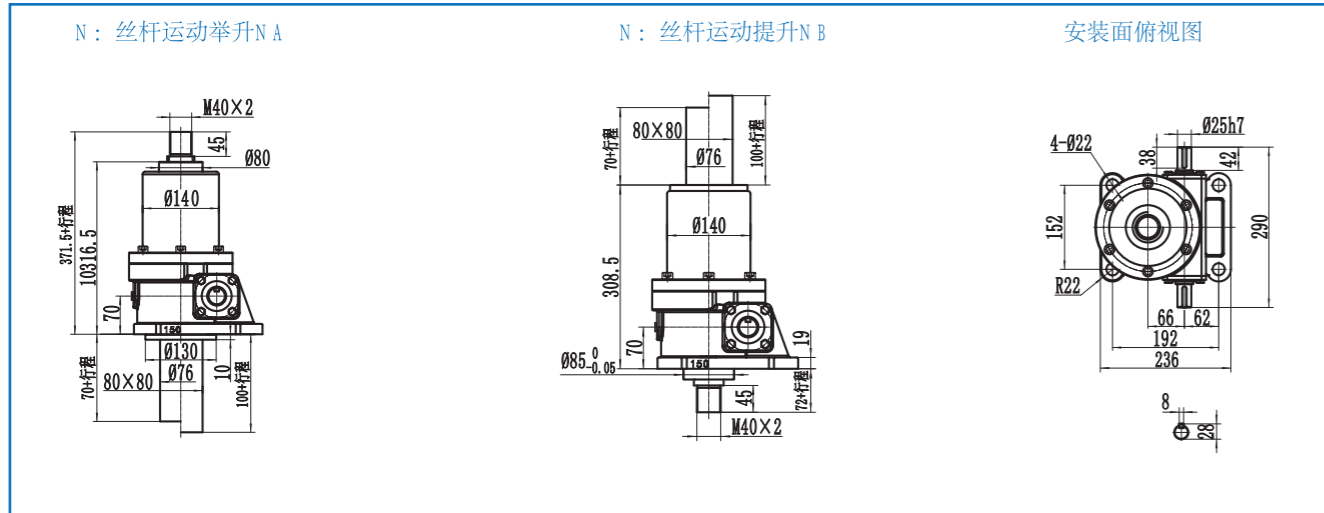 N: 丝杆运动举升NA
N: 丝杆运动提升NB
安装面俯视图
M40×2
45
Ø80
Ø140
371.5+行程
10316.5
70
150
Ø130
Ø76
80×80
10
70+行程
100+行程
70+行程
80×80
Ø76
100+行程
Ø140
308.5
70
150
19
Ø85 0 -0.05
45
72+行程
M40×2
Ø25h7
4-Ø22
38
42
152
290
R22
66
62
192
236
8
28